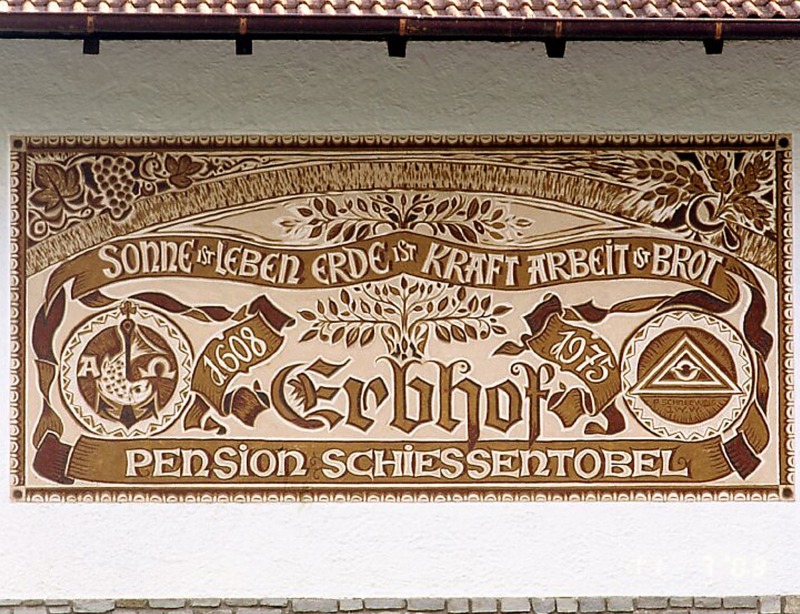 SONNE IST LEBEN ERDE IST KRAFT ARBEIT IST BROT
1608
1975
A Ω
Erbhof
PENSION SCHIESSENTOBEL